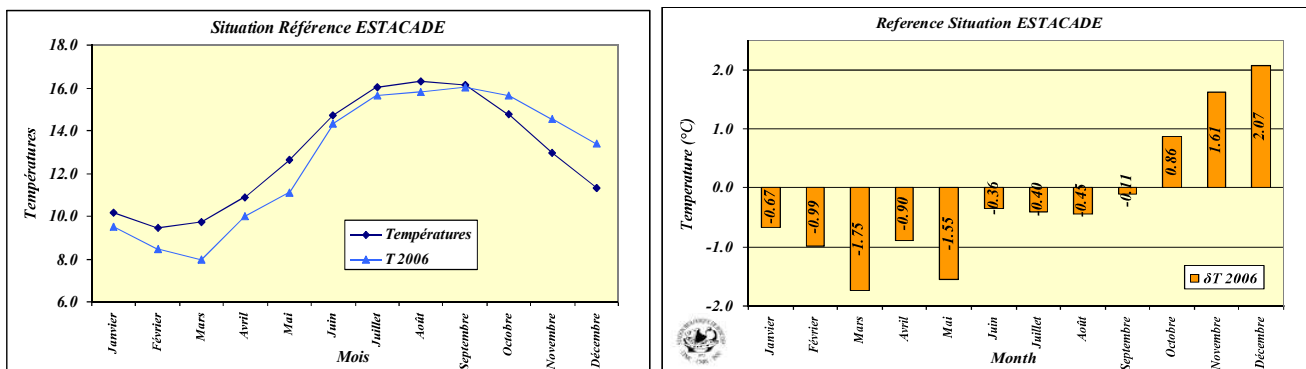 Situation Référence ESTACADE
18.0
16.0
14.0
12.0
10.0
8.0
6.0
Températures
Températures
T 2006
Janvier
Février
Mars
Avril
Mai
Juin
Juillet
Août
Septembre
Octobre
Novembre
Décembre
Mois
Reference Situation ESTACADE
2.0
1.0
0.0
-1.0
-2.0
Temperature (°C)
-0.67
-0.99
-1.75
-0.90
-1.55
-0.36
-0.40
-0.45
-0.11
0.86
1.61
2.07
δT 2006
Janvier
Février
Mars
Avril
Mai
Juin
Juillet
Août
Septembre
Octobre
Novembre
Décembre
Month